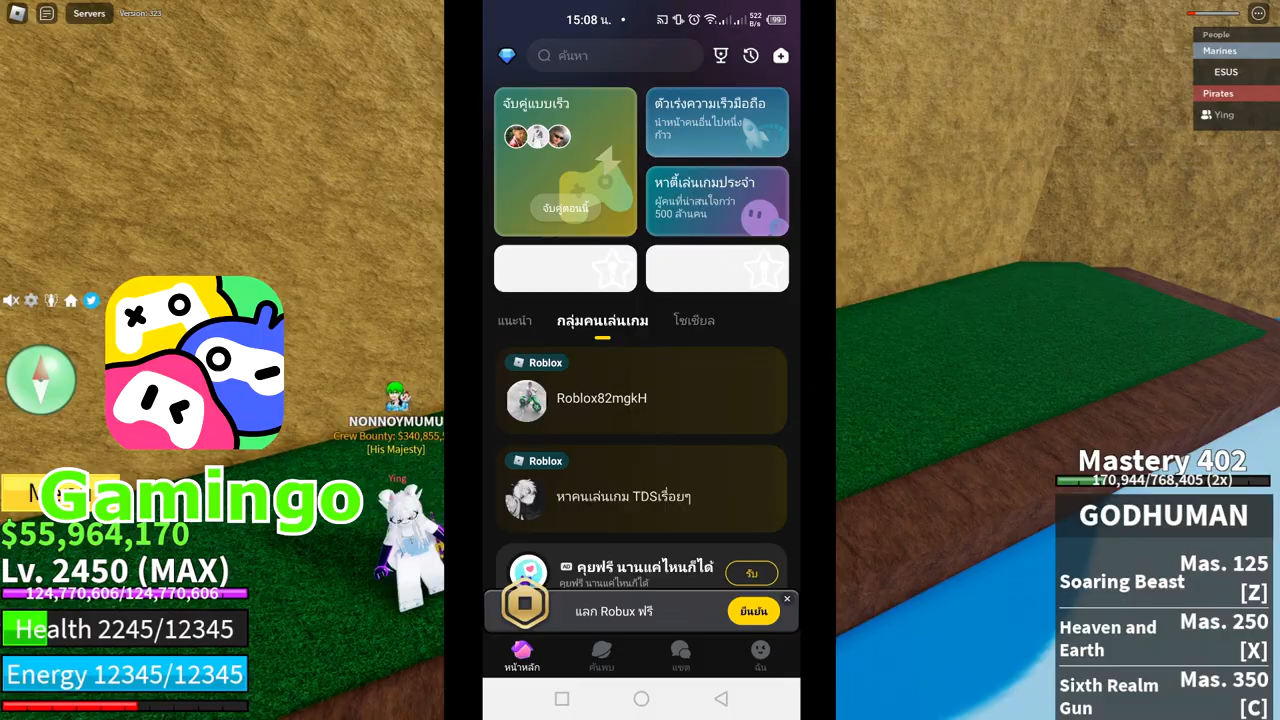 Servers
Version: 323
NONNOYMUMU
Crew Bounty: $340,855,5
[His Majesty]
Ying
Gamingo
$55,964,170
Lv. 2450 (MAX)
124,770,606/124,770,606
Health 2245/12345
Energy 12345/12345
15:08 น.
522
B/s
99
ค้นหา
จับคู่แบบเร็ว
จับคู่ตอนนี้
ตัวเร่งความเร็วมือถือ
นำหน้าคนอื่นไปหนึ่ง
ก้าว
หาตี้เล่นเกมประจำ
ผู้คนที่น่าสนใจกว่า
500 ล้านคน
แนะนำ
กลุ่มคนเล่นเกม
โซเชียล
Roblox
Roblox82mgkH
Roblox
หาคนเล่นเกม TDSเรื่อยๆ
AD คุยฟรี นานแค่ไหนก็ได้
คุยฟรี นานแค่ไหนก็ได้
รับ
แลก Robux ฟรี
ยืนยัน
หน้าหลัก
ค้นพบ
แชต
ฉัน
People
Marines
ESUS
Pirates
Ying
Mastery 402
170,944/768,405 (2x)
GODHUMAN
Mas. 125
Soaring Beast
[Z]
Mas. 250
Heaven and
Earth
[X]
Mas. 350
Sixth Realm
Gun
[C]